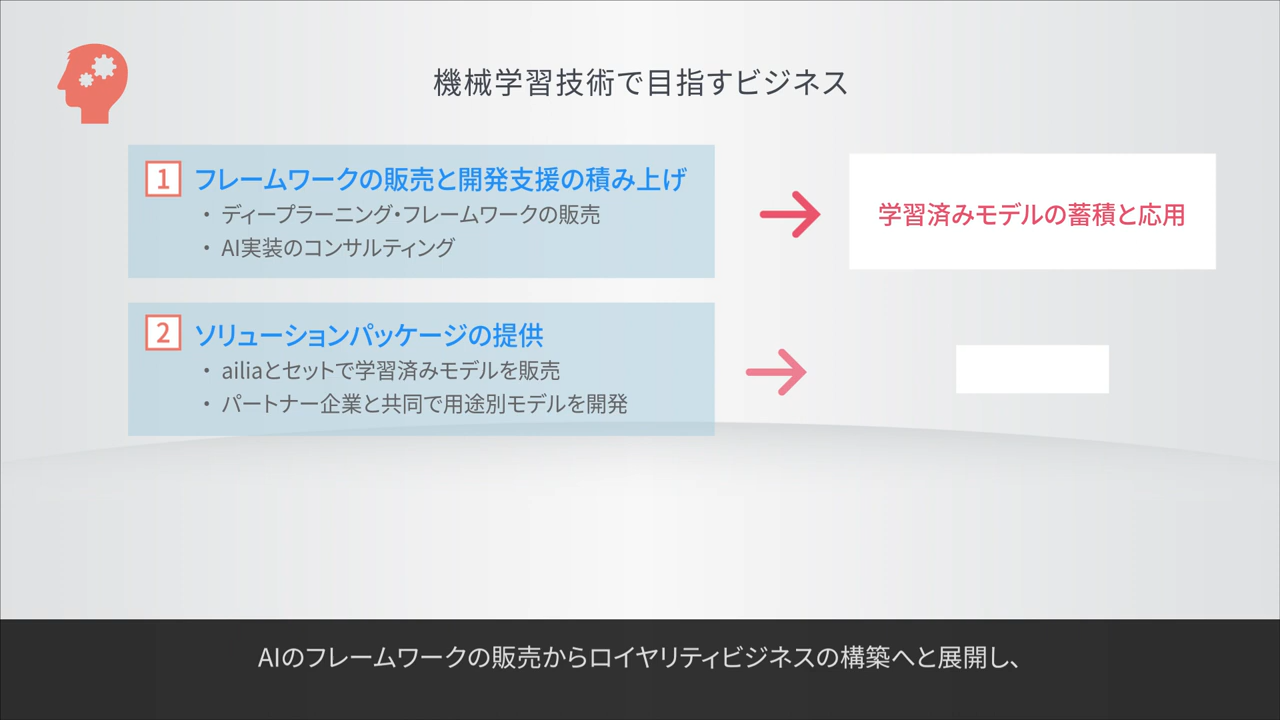 機械学習技術で目指すビジネス
1 フレームワークの販売と開発支援の積み上げ
・ ディープラーニング・フレームワークの販売
・ AI実装のコンサルティング
学習済みモデルの蓄積と応用
2 ソリューションパッケージの提供
・ ailiaとセットで学習済みモデルを販売
・ パートナー企業と共同で用途別モデルを開発
AIのフレームワークの販売からロイヤリティビジネスの構築へと展開し、